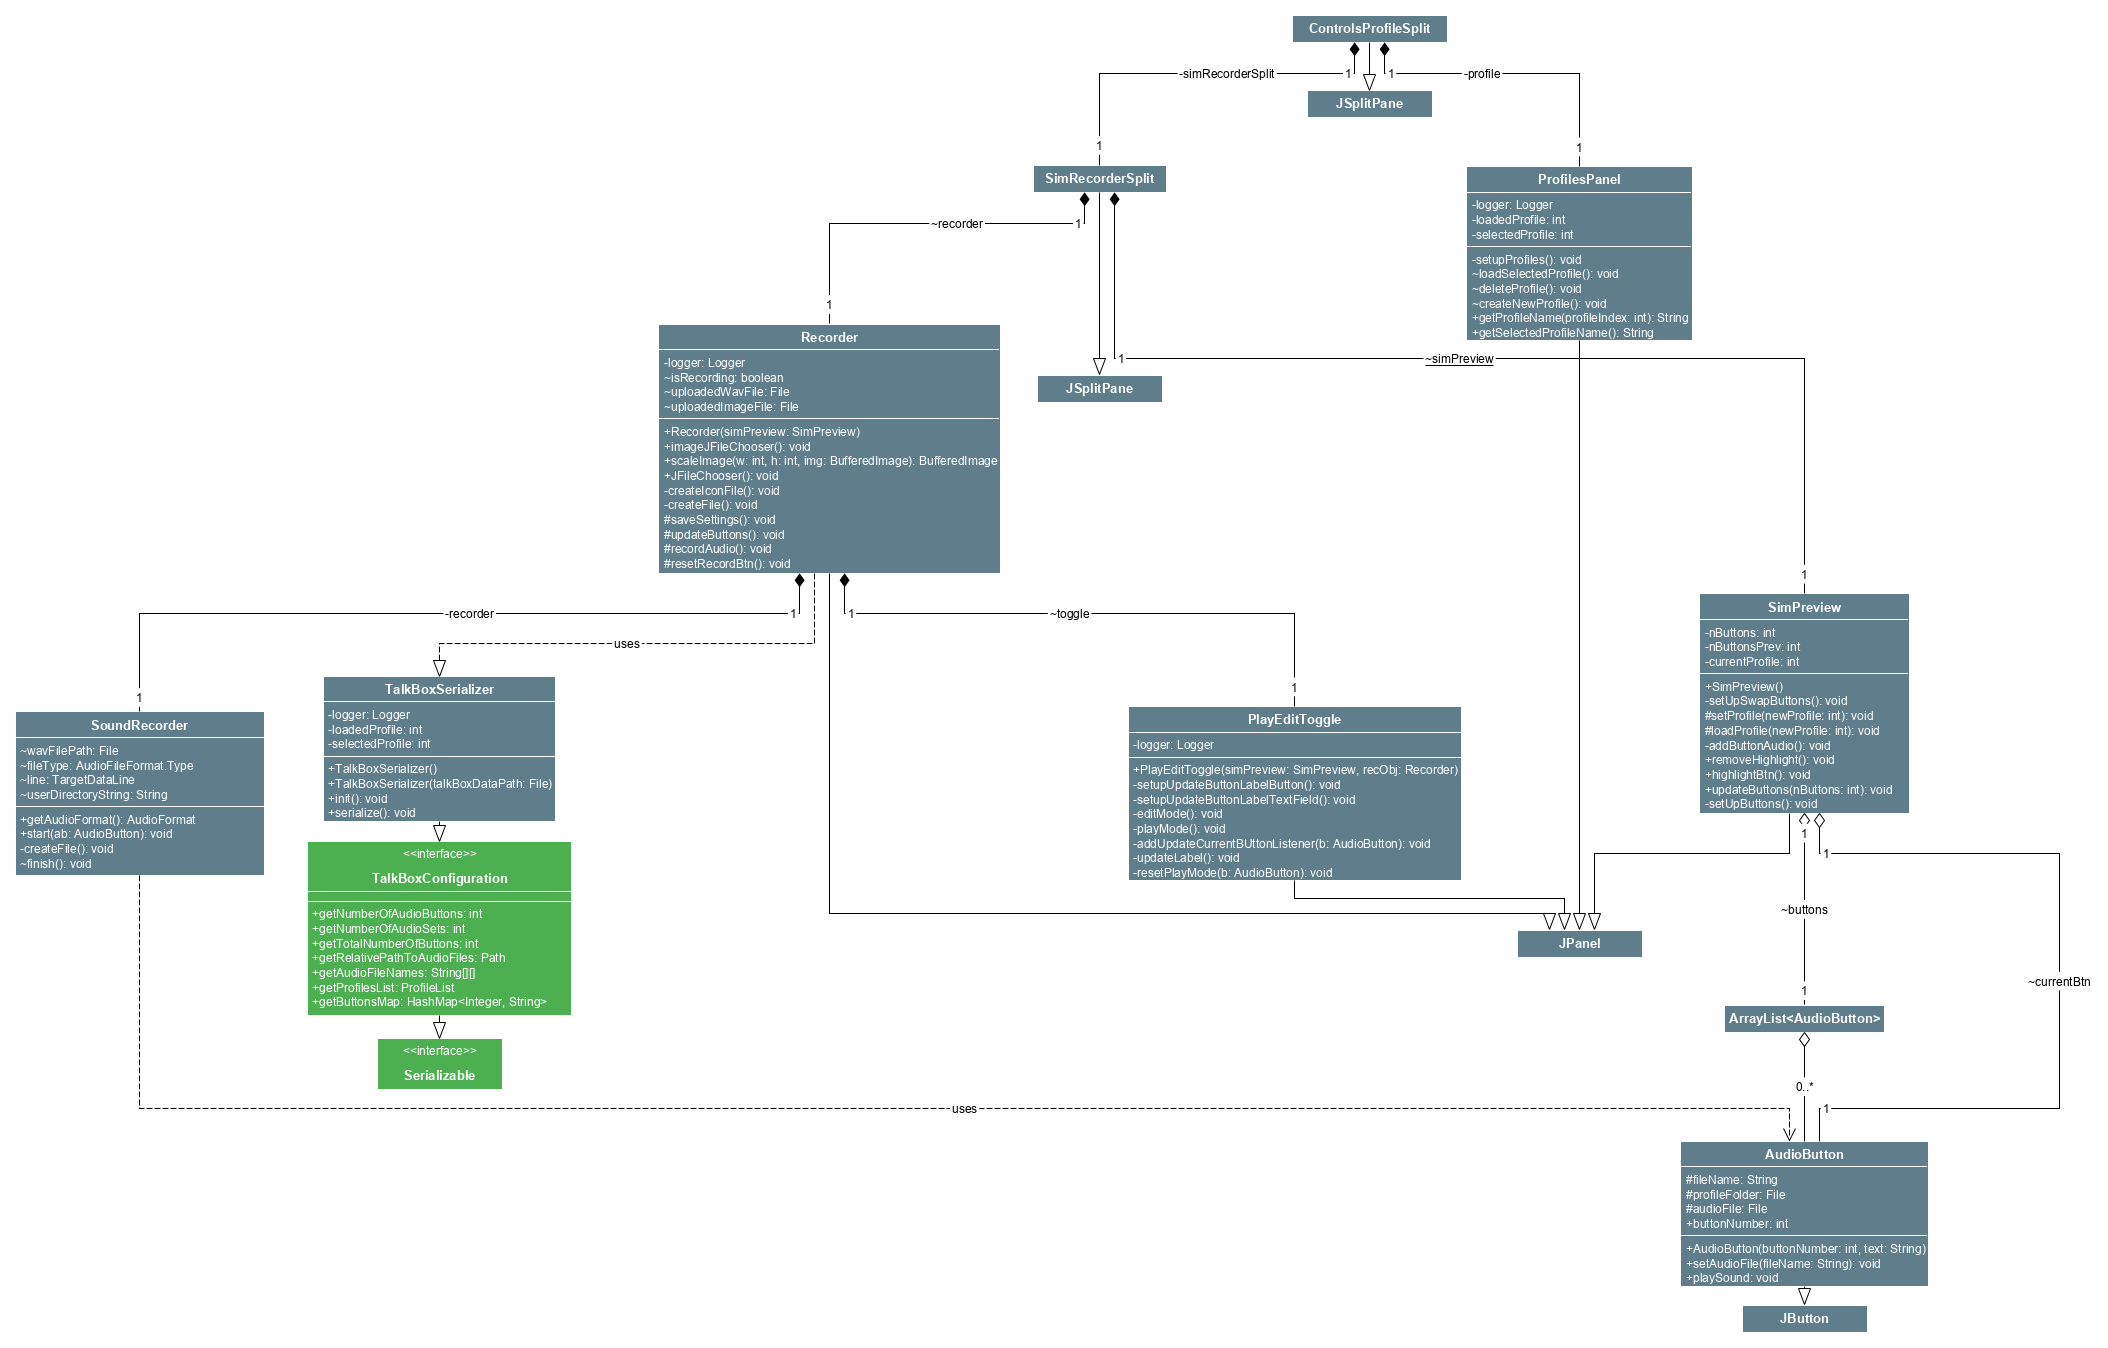 ControlsProfileSplit
-simRecorderSplit
1
1
-profile
JSplitPane
1
1
SimRecorderSplit
ProfilesPanel
-logger: Logger
-loadedProfile: int
-selectedProfile: int
-setupProfiles(): void
~loadSelectedProfile(): void
~deleteProfile(): void
~createNewProfile(): void
+getProfileName(profileIndex: int): String
+getSelectedProfileName(): String
~recorder
1
1
Recorder
-logger: Logger
~isRecording: boolean
~uploadedWavFile: File
~uploadedImageFile: File
+Recorder(simPreview: SimPreview)
+imageJFileChooser(): void
+scaleImage(w: int, h: int, img: BufferedImage): BufferedImage
+JFileChooser(): void
-createIconFile(): void
-createFile(): void
#saveSettings(): void
#updateButtons(): void
#recordAudio(): void
#resetRecordBtn(): void
1
~simPreview
JSplitPane
1
SimPreview
-nButtons: int
-nButtonsPrev: int
-currentProfile: int
+SimPreview()
-setUpSwapButtons(): void
#setProfile(newProfile: int): void
#loadProfile(newProfile: int): void
-addButtonAudio(): void
+removeHighlight(): void
+highlightBtn(): void
+updateButtons(nButtons: int): void
-setUpButtons(): void
-recorder
1
1
~toggle
uses
1
1
SoundRecorder
~wavFilePath: File
~fileType: AudioFileFormat.Type
~line: TargetDataLine
~userDirectoryString: String
+getAudioFormat(): AudioFormat
+start(ab: AudioButton): void
-createFile(): void
~finish(): void
TalkBoxSerializer
-logger: Logger
-loadedProfile: int
-selectedProfile: int
+TalkBoxSerializer()
+TalkBoxSerializer(talkBoxDataPath: File)
+init(): void
+serialize(): void
PlayEditToggle
-logger: Logger
+PlayEditToggle(simPreview: SimPreview, recObj: Recorder)
-setupUpdateButtonLabelButton(): void
-setupUpdateButtonLabelTextField(): void
-editMode(): void
-playMode(): void
-addUpdateCurrentBUttonListener(b: AudioButton): void
-updateLabel(): void
-resetPlayMode(b: AudioButton): void
<<interface>>
TalkBoxConfiguration
+getNumberOfAudioButtons: int
+getNumberOfAudioSets: int
+getTotalNumberOfButtons: int
+getRelativePathToAudioFiles: Path
+getAudioFileNames: String[][]
+getProfilesList: ProfileList
+getButtonsMap: HashMap<Integer, String>
<<interface>>
Serializable
JPanel
1
1
~buttons
~currentBtn
1
ArrayList<AudioButton>
0..*
uses
1
AudioButton
#fileName: String
#profileFolder: File
#audioFile: File
+buttonNumber: int
+AudioButton(buttonNumber: int, text: String)
+setAudioFile(fileName: String): void
+playSound: void
JButton